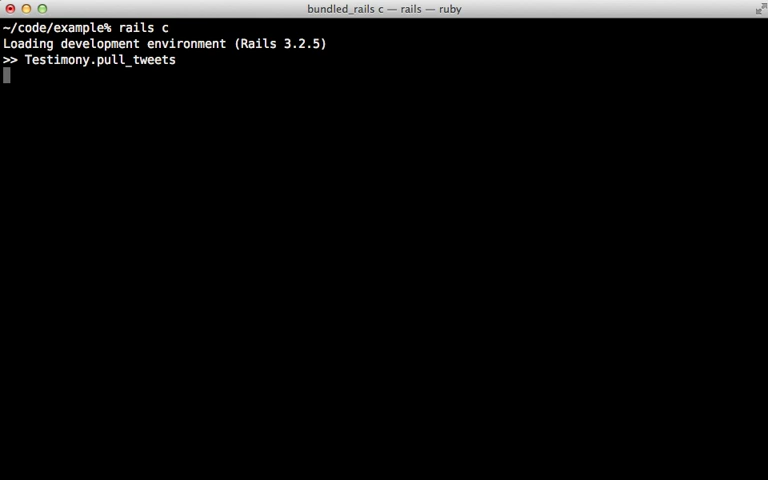 bundled_rails c — rails — ruby
~/code/example% rails c
Loading development environment (Rails 3.2.5)
>> Testimony.pull_tweets